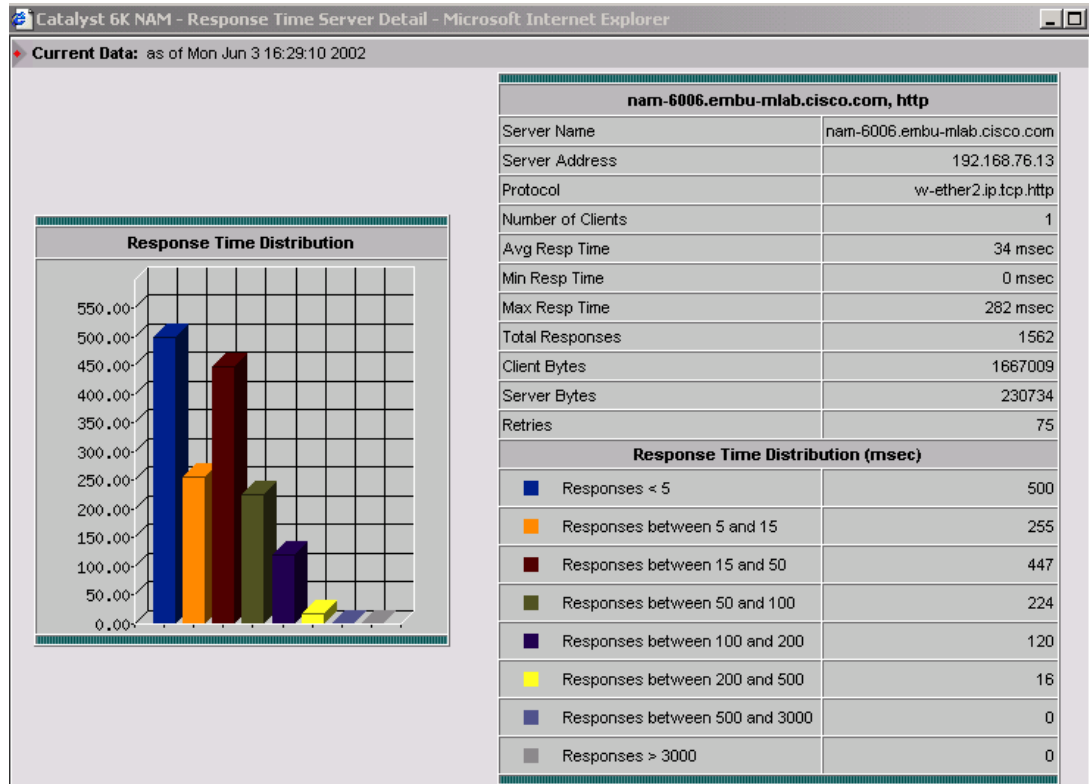 Catalyst 6K NAM - Response Time Server Detail - Microsoft Internet Explorer
Current Data: as of Mon Jun 3 16:29:10 2002
Response Time Distribution
550.00
500.00
450.00
400.00
350.00
300.00
250.00
200.00
150.00
100.00
50.00
0.00
nam-6006.embu-mlab.cisco.com, http
Server Name nam-6006.embu-mlab.cisco.com
Server Address 192.168.76.13
Protocol w-ether2.ip.tcp.http
Number of Clients 1
Avg Resp Time 34 msec
Min Resp Time 0 msec
Max Resp Time 282 msec
Total Responses 1562
Client Bytes 1667009
Server Bytes 230734
Retries 75
Response Time Distribution (msec)
Responses < 5 500
Responses between 5 and 15 255
Responses between 15 and 50 447
Responses between 50 and 100 224
Responses between 100 and 200 120
Responses between 200 and 500 16
Responses between 500 and 3000 0
Responses > 3000 0